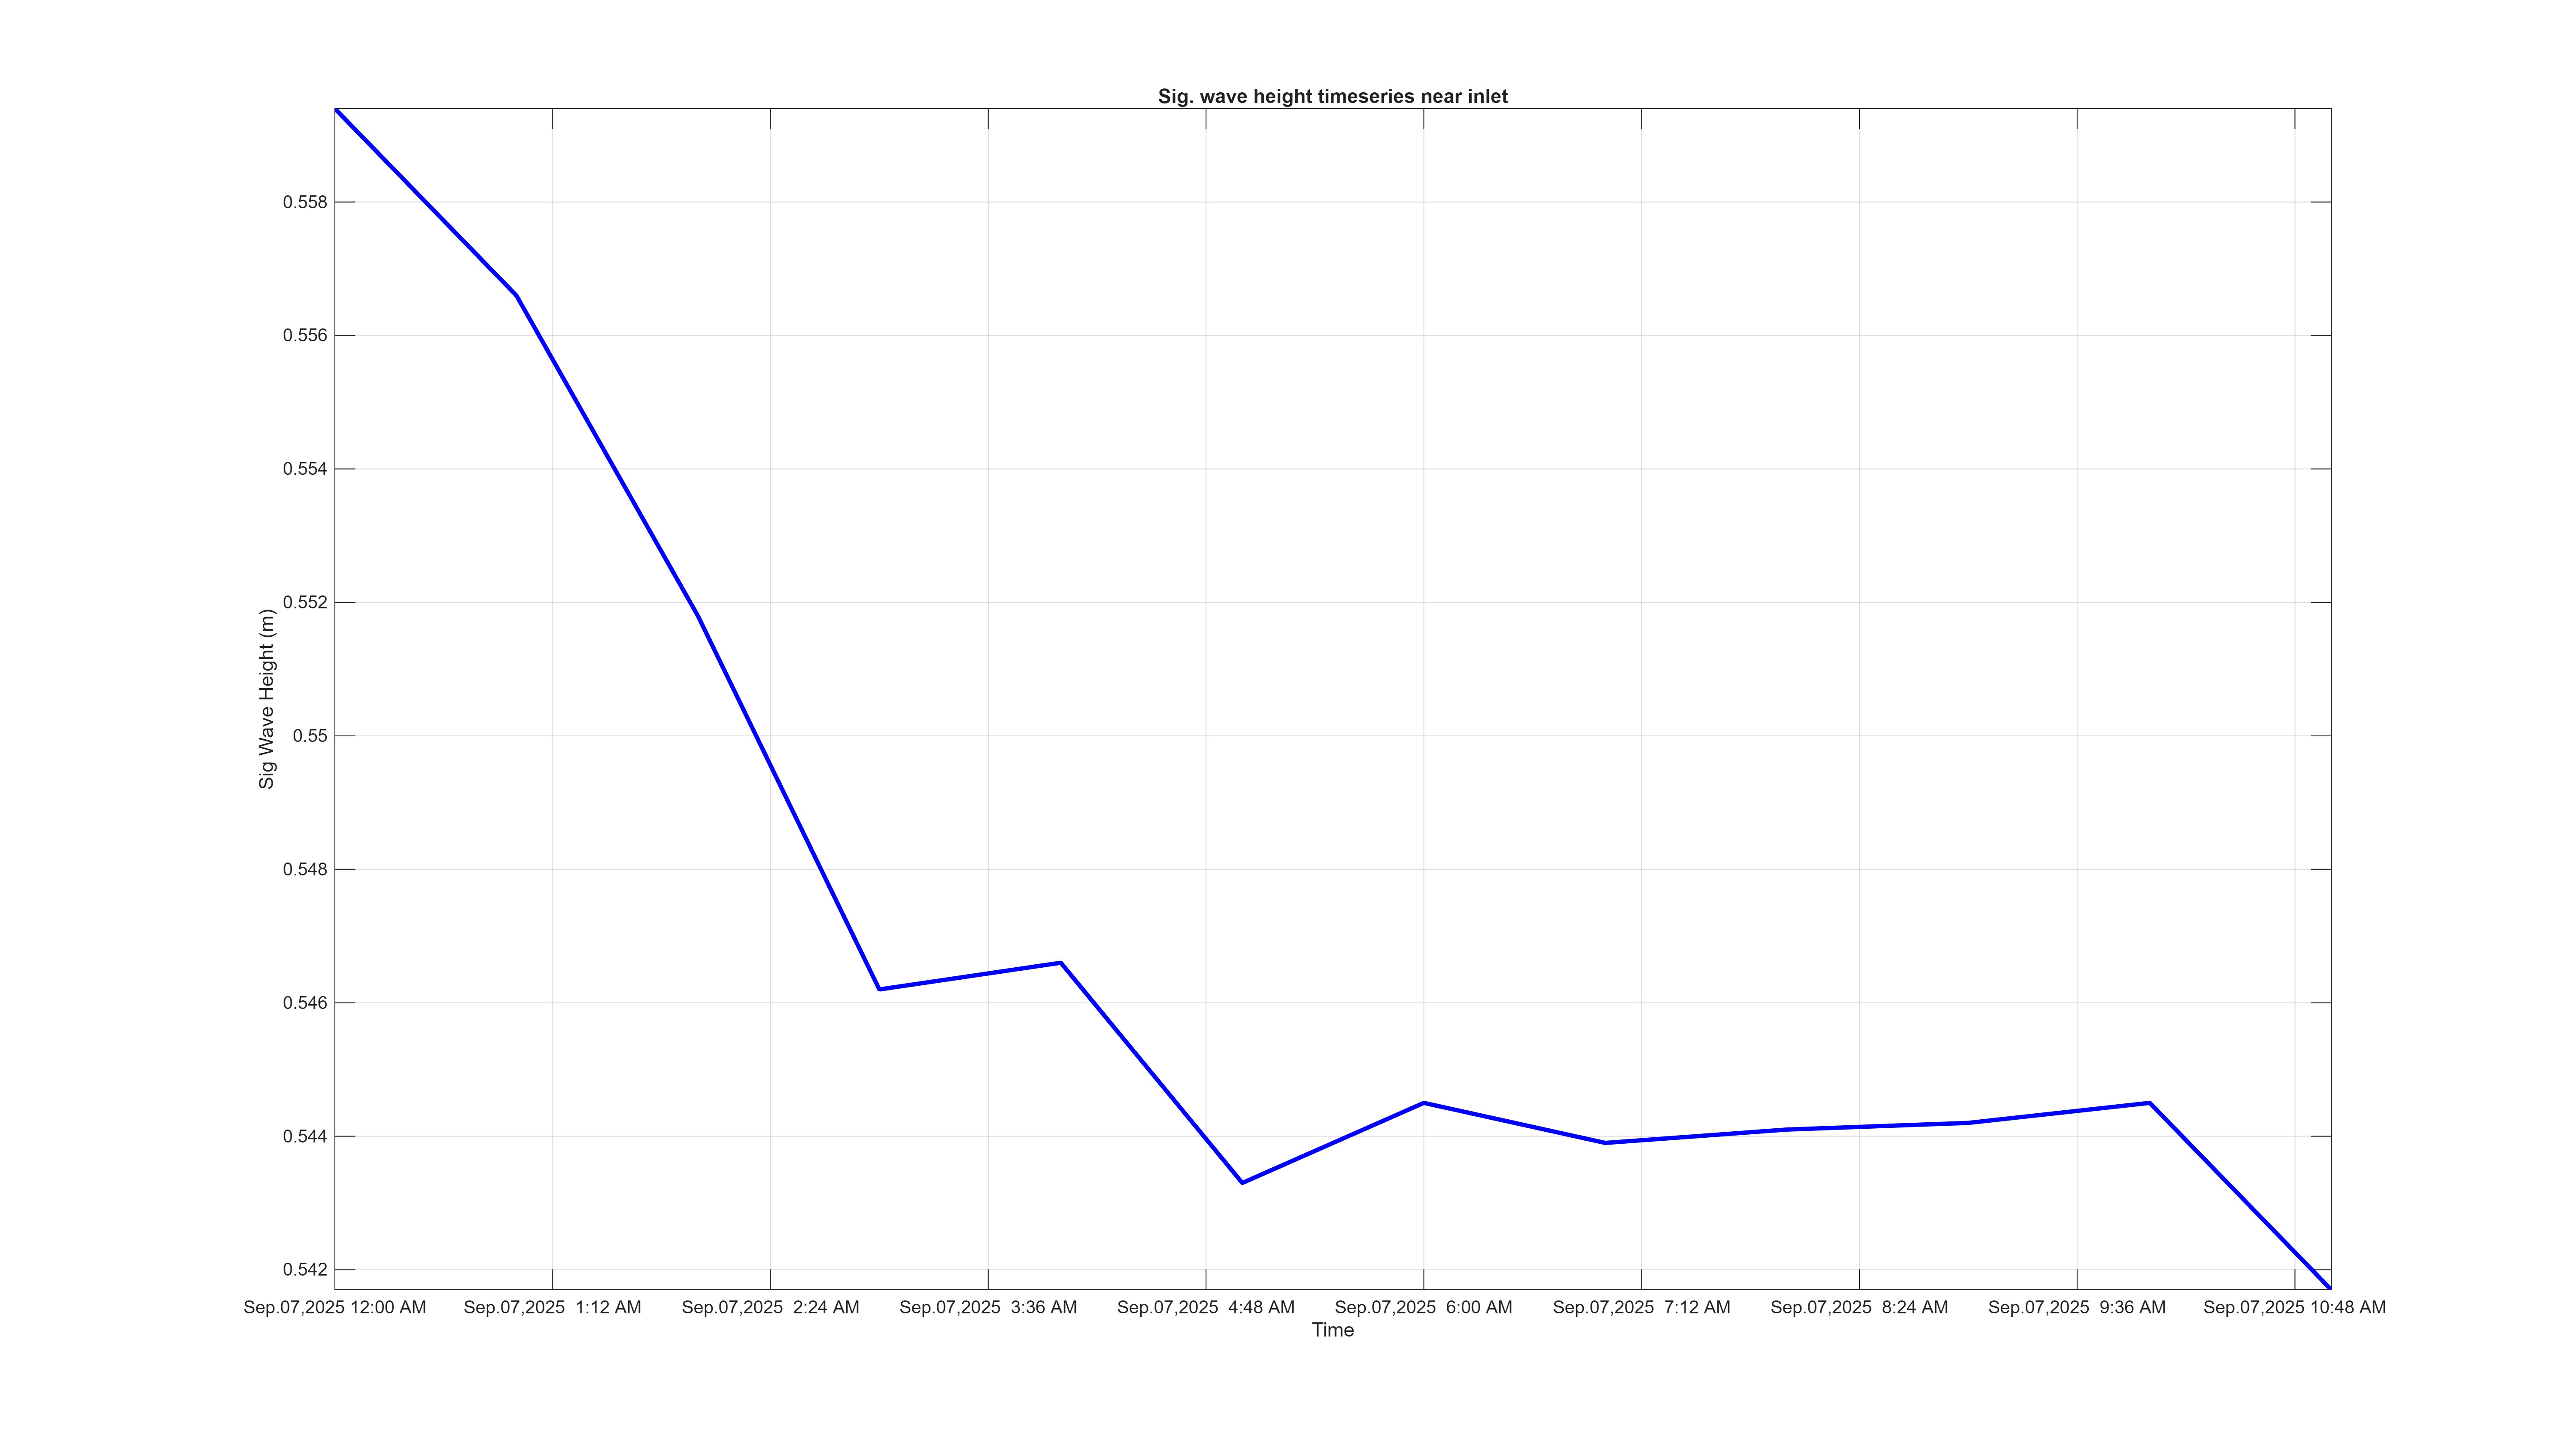 Sig. wave height timeseries near inlet
Sig Wave Height (m)
0.558
0.556
0.554
0.552
0.55
0.548
0.546
0.544
0.542
Sep.07,2025 12:00 AM Sep.07,2025  1:12 AM Sep.07,2025  2:24 AM Sep.07,2025  3:36 AM Sep.07,2025  4:48 AM Sep.07,2025  6:00 AM Sep.07,2025  7:12 AM Sep.07,2025  8:24 AM Sep.07,2025  9:36 AM Sep.07,2025 10:48 AM
Time